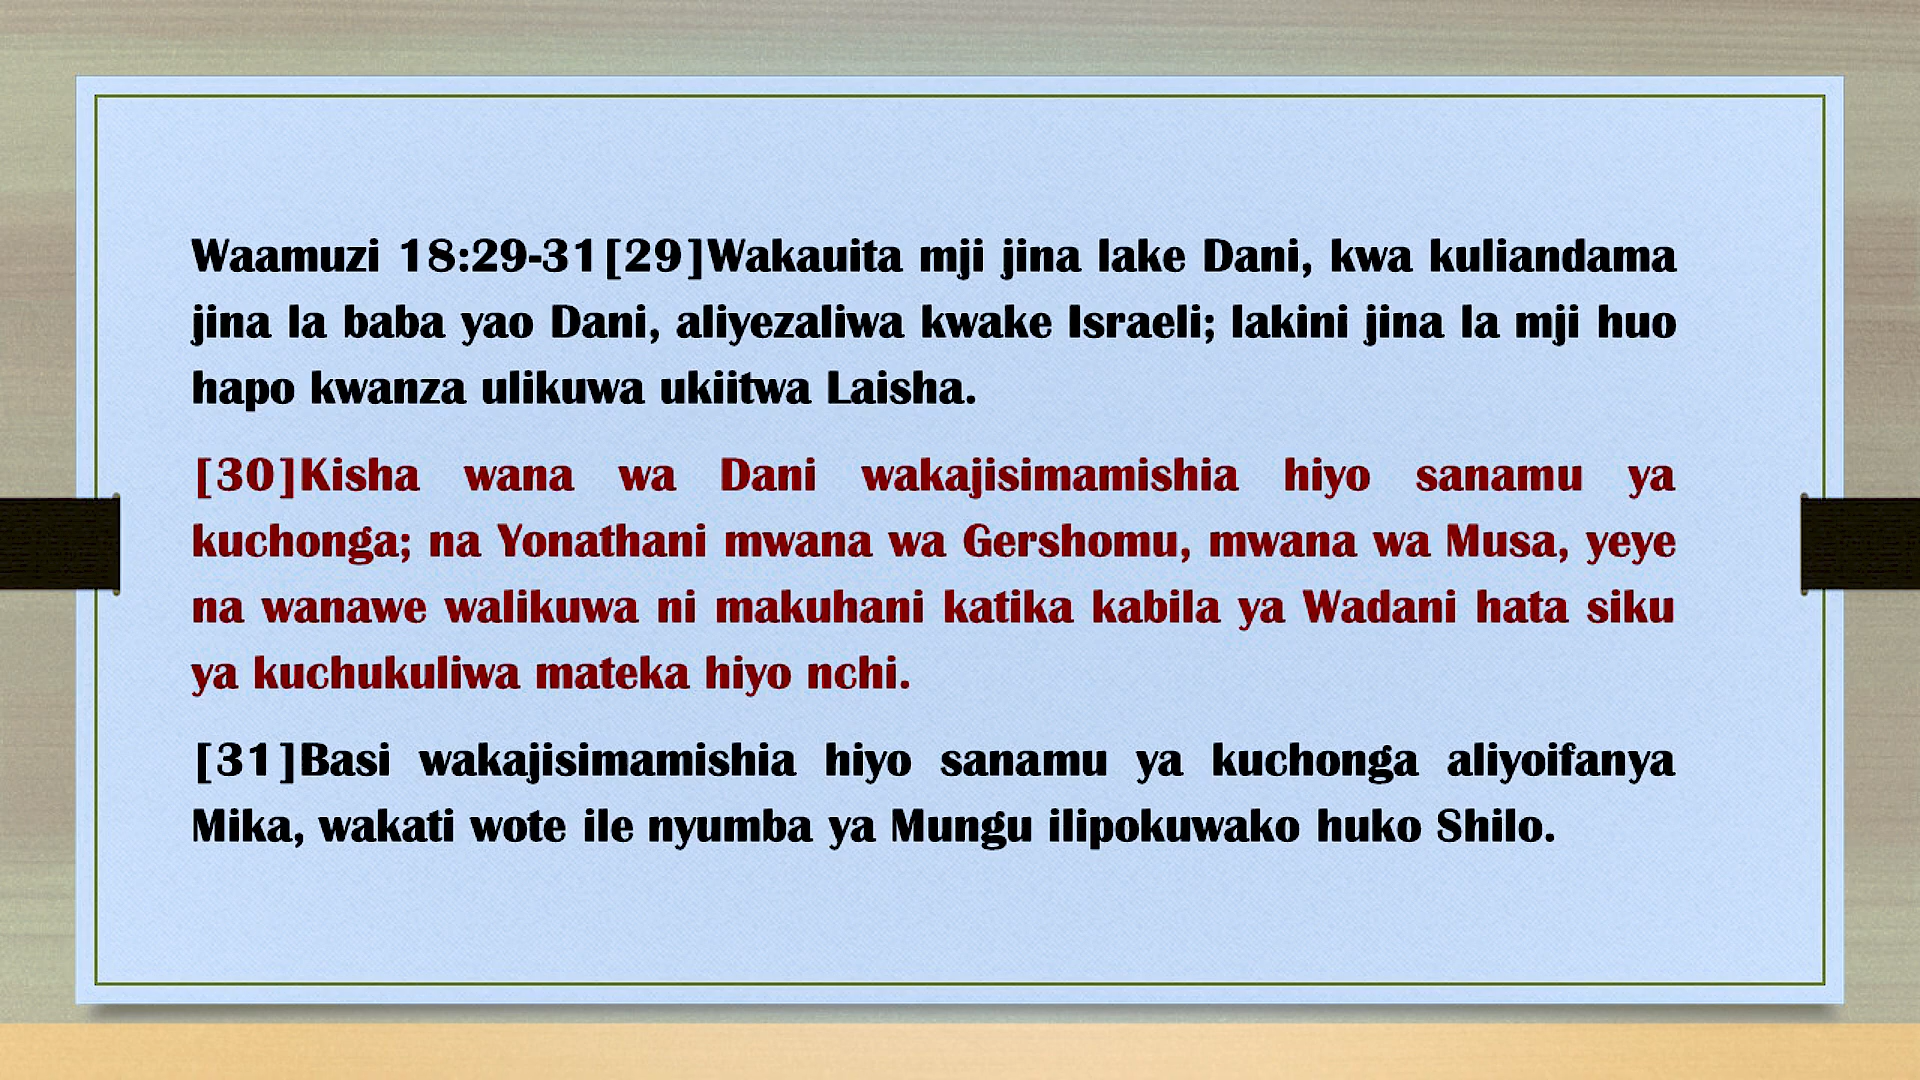 Waamuzi 18:29-31[29]Wakauita mji jina lake Dani, kwa kuliandama
jina la baba yao Dani, aliyezaliwa kwake Israeli; lakini jina la mji huo
hapo kwanza ulikuwa ukiitwa Laisha.
[30]Kisha wana wa Dani wakajisimamishia hiyo sanamu ya
kuchonga; na Yonathani mwana wa Gershomu, mwana wa Musa, yeye
na wanawe walikuwa ni makuhani katika kabila ya Wadani hata siku
ya kuchukuliwa mateka hiyo nchi.
[31]Basi wakajisimamishia hiyo sanamu ya kuchonga aliyoifanya
Mika, wakati wote ile nyumba ya Mungu ilipokuwako huko Shilo.